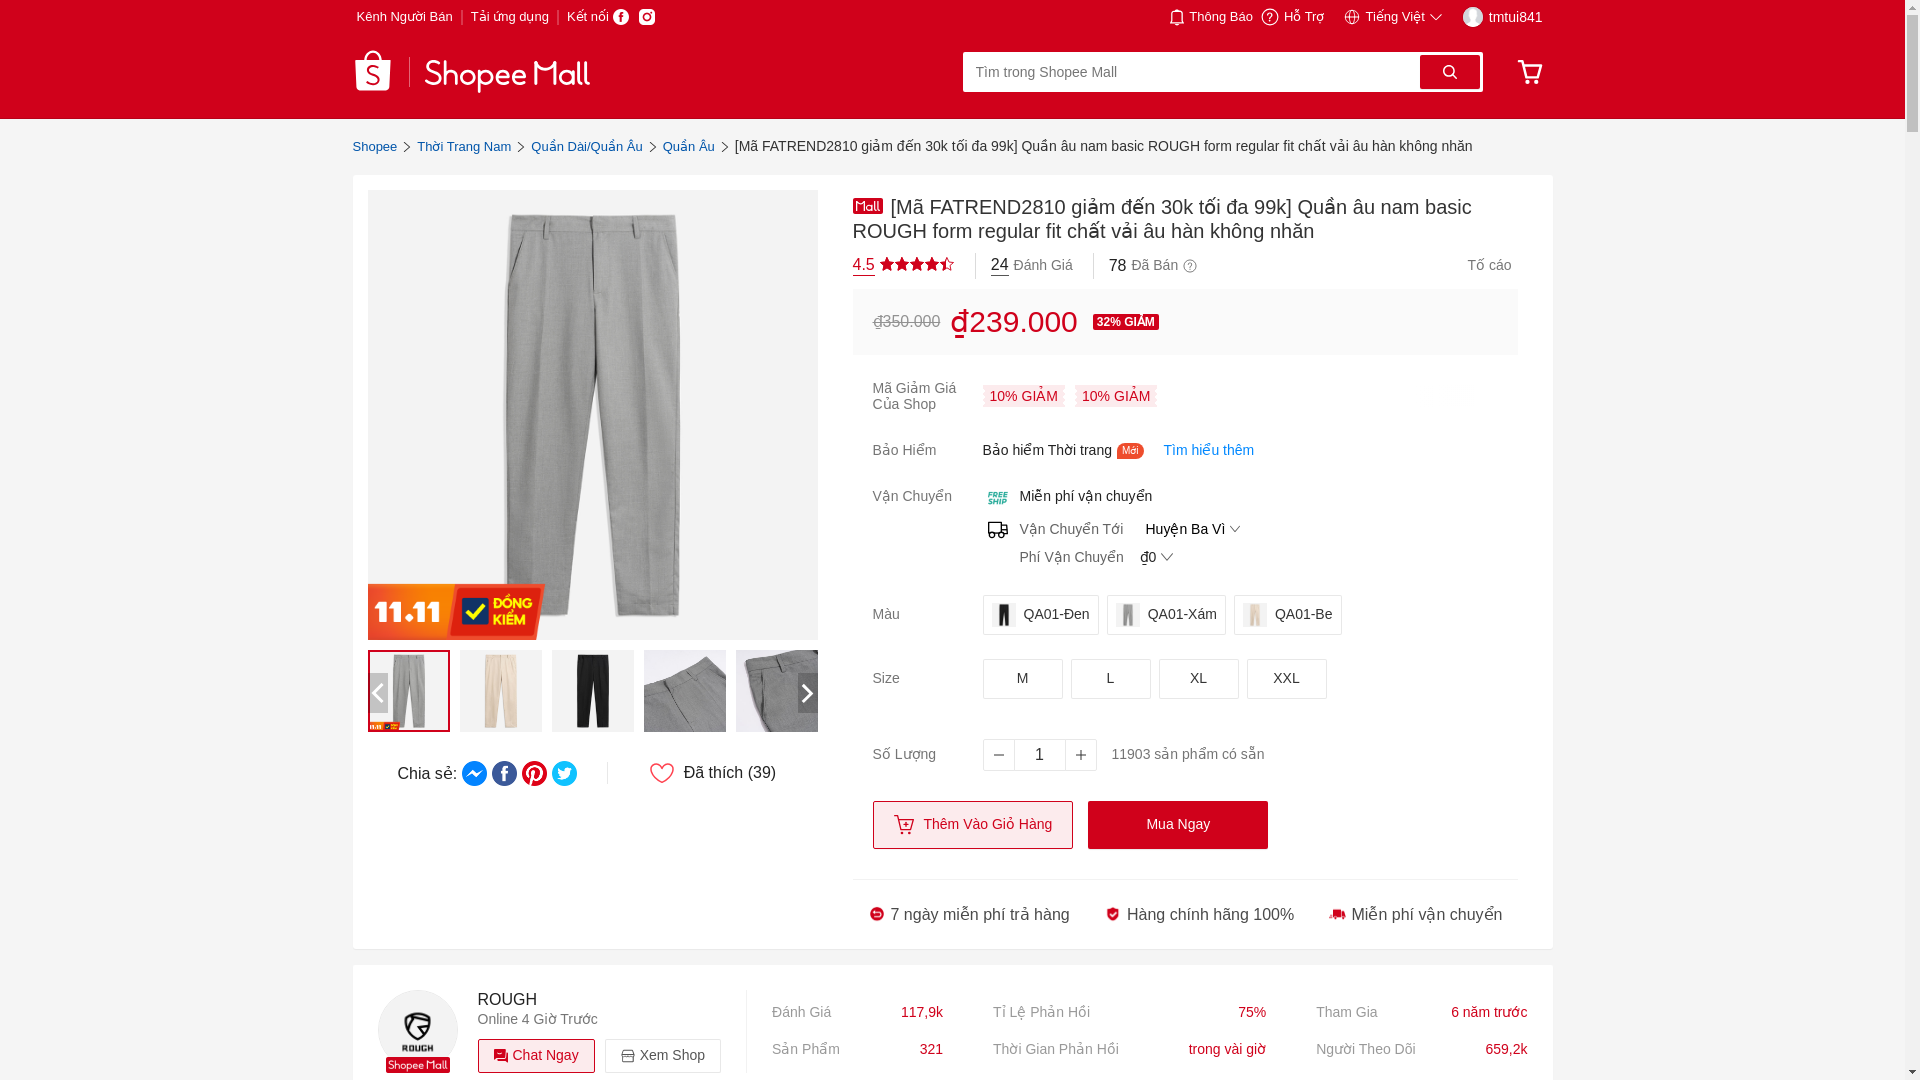 Kênh Người Bán
Tải ứng dụng
Kết nối
Thông Báo
Hỗ Trợ
Tiếng Việt
tmtui841
Shopee Mall
Tìm trong Shopee Mall
Shopee
Thời Trang Nam
Quần Dài/Quần Âu
Quần Âu
[Mã FATREND2810 giảm đến 30k tối đa 99k] Quần âu nam basic ROUGH form regular fit chất vải âu hàn không nhăn
Mall [Mã FATREND2810 giảm đến 30k tối đa 99k] Quần âu nam basic
ROUGH form regular fit chất vải âu hàn không nhăn
4.5
24 Đánh Giá
78 Đã Bán
Tố cáo
₫350.000 ₫239.000 32% GIẢM
Mã Giảm Giá
Của Shop
10% GIẢM
10% GIẢM
Bảo Hiểm
Bảo hiểm Thời trang Mới
Tìm hiểu thêm
Vận Chuyển
FREE
SHIP
Miễn phí vận chuyển
Vận Chuyển Tới
Huyện Ba Vì
Phí Vận Chuyển
₫0
11.11
ĐỒNG
KIỂM
Màu
QA01-Đen
QA01-Xám
QA01-Be
Size
M
L
XL
XXL
Số Lượng
1
11903 sản phẩm có sẵn
Chia sẻ:
Đã thích (39)
Thêm Vào Giỏ Hàng
Mua Ngay
7 ngày miễn phí trả hàng
Hàng chính hãng 100%
Miễn phí vận chuyển
ROUGH
Shopee Mall
ROUGH
Online 4 Giờ Trước
Chat Ngay
Xem Shop
Đánh Giá
117,9k
Tỉ Lệ Phản Hồi
75%
Tham Gia
6 năm trước
Sản Phẩm
321
Thời Gian Phản Hồi
trong vài giờ
Người Theo Dõi
659,2k